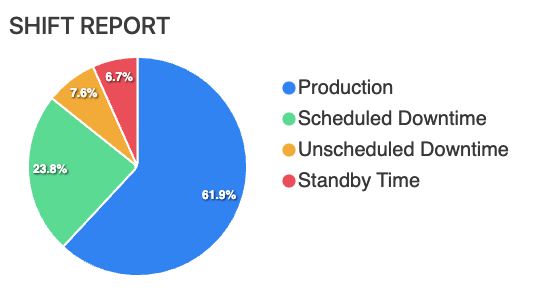 SHIFT REPORT
6.7%
7.6%
23.8%
61.9%
Production
Scheduled Downtime
Unscheduled Downtime
Standby Time